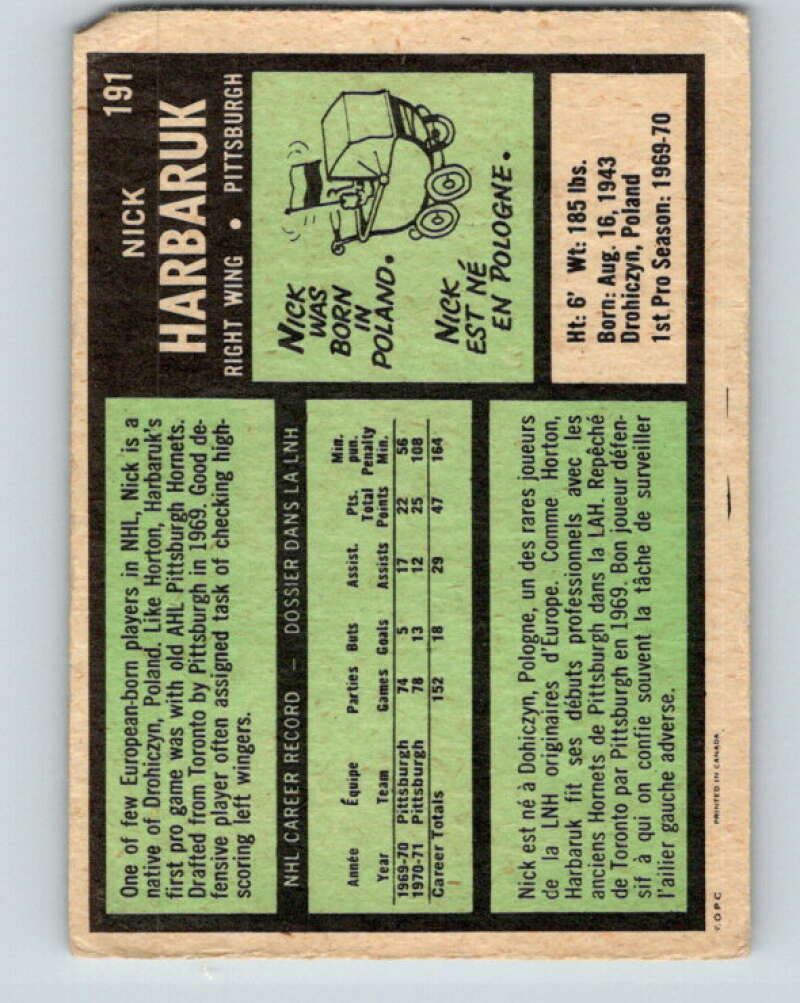 191
NICK
HARBARUK
RIGHT WING • PITTSBURGH
NICK
WAS
BORN
IN
POLAND.
NICK
EST NÉ
EN POLOGNE.
Ht: 6' Wt: 185 lbs.
Born: Aug. 16, 1943
Drohiczyn, Poland
1st Pro Season: 1969-70
One of few European-born players in NHL, Nick is a
native of Drohiczyn, Poland. Like Horton, Harbaruk's
first pro game was with old AHL Pittsburgh Hornets.
Drafted from Toronto by Pittsburgh in 1969. Good de-
fensive player often assigned task of checking high-
scoring left wingers.
NHL CAREER RECORD — DOSSIER DANS LA LNH
Année Équipe Parties Buts Assist. Pts. Min. pun.
Year Team Games Goals Assists Total Points Penalty Min.
1969-70 Pittsburgh 74 5 17 22 56
1970-71 Pittsburgh 78 13 12 25 108
Career Totals 152 18 29 47 164
Nick est né à Dohiczyn, Pologne, un des rares joueurs
de la LNH originaires d'Europe. Comme Horton,
Harbaruk fit ses débuts professionnels avec les
anciens Hornets de Pittsburgh dans la LAH. Repêché
de Toronto par Pittsburgh en 1969. Bon joueur défen-
sif à qui on confie souvent la tâche de surveiller
l'ailier gauche adverse.
O P C PRINTED IN CANADA